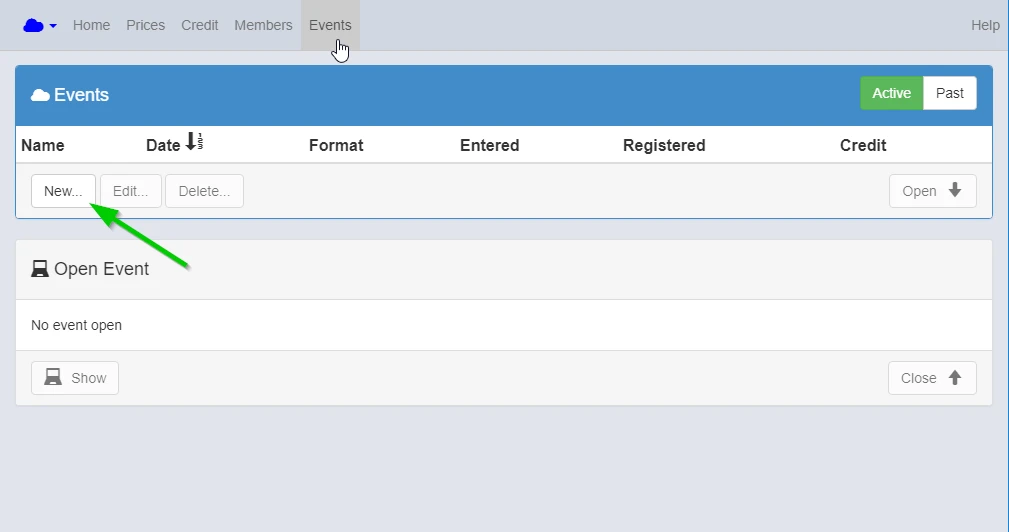 Home Prices Credit Members Events Help
Events Active Past
Name Date Format Entered Registered Credit
New... Edit... Delete... Open
Open Event
No event open
Show Close